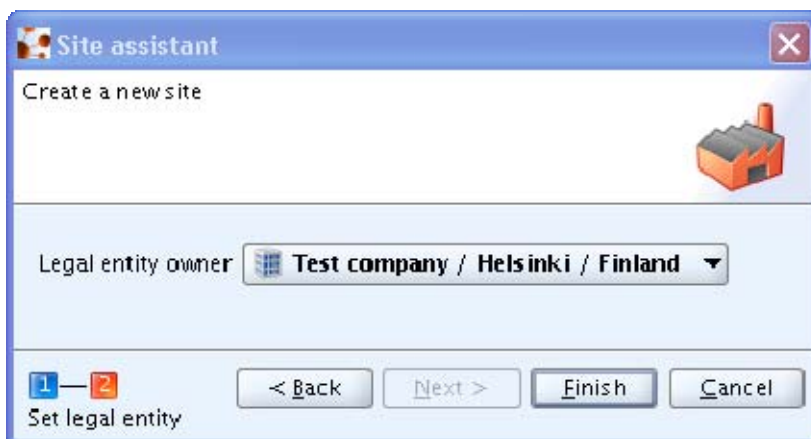 Site assistant
Create a new site
Legal entity owner Test company / Helsinki / Finland
1 2
< Back Next > Finish Cancel
Set legal entity